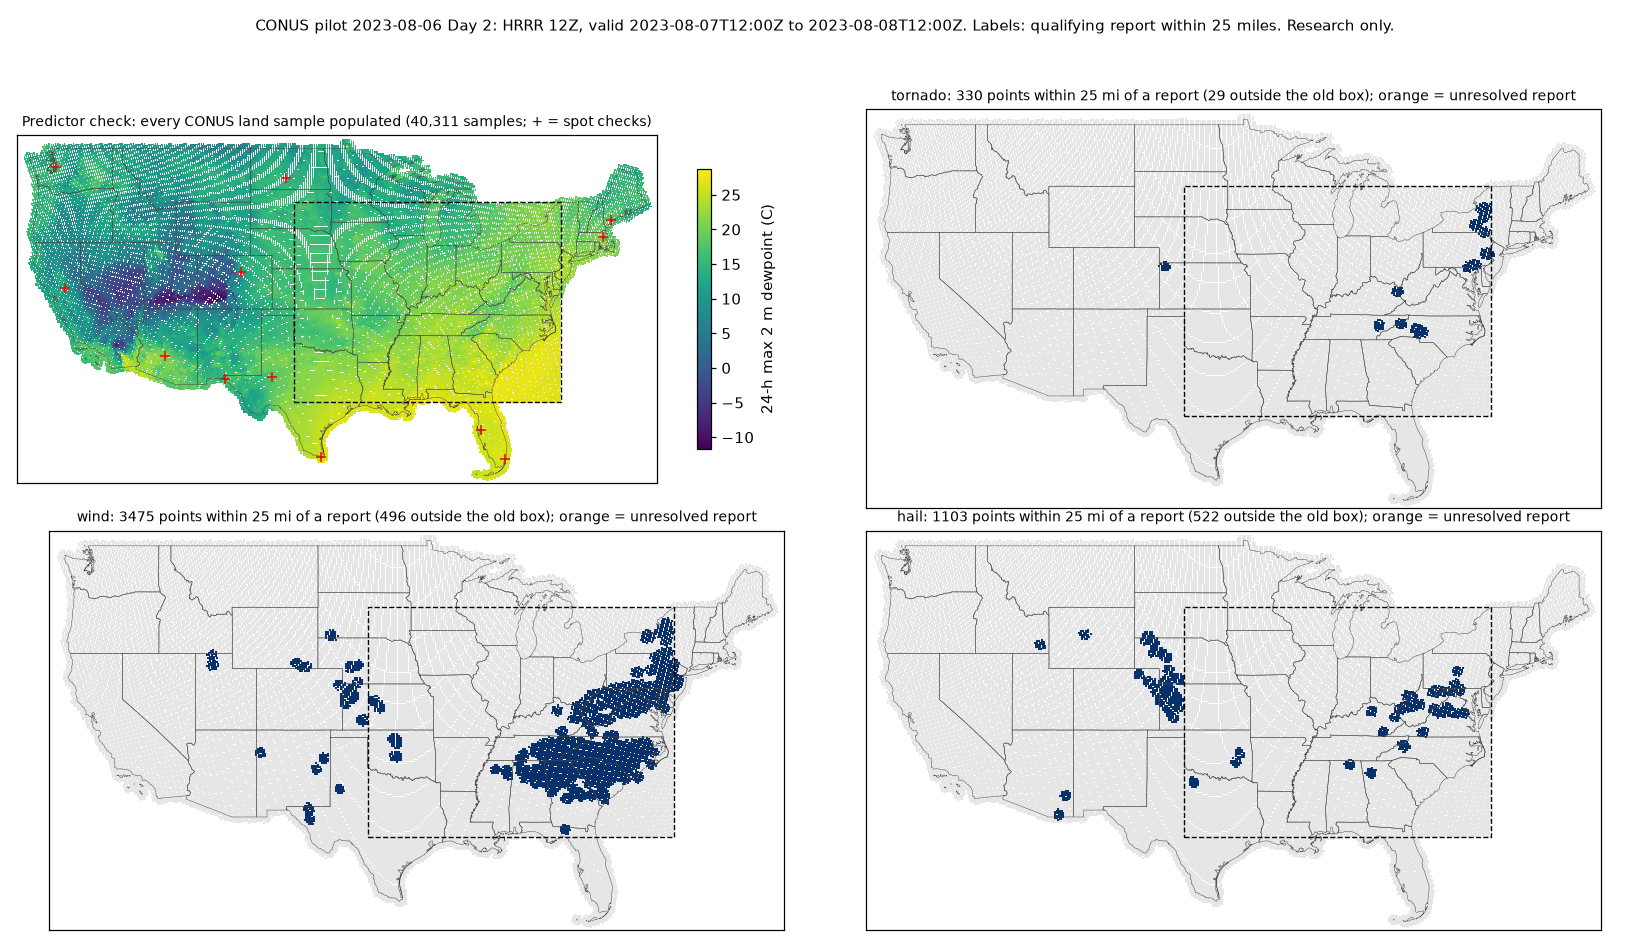 CONUS pilot 2023-08-06 Day 2: HRRR 12Z, valid 2023-08-07T12:00Z to 2023-08-08T12:00Z. Labels: qualifying report within 25 miles. Research only.
Predictor check: every CONUS land sample populated (40,311 samples; + = spot checks)
25
20
15
10
5
0
−5
−10
24-h max 2 m dewpoint (C)
tornado: 330 points within 25 mi of a report (29 outside the old box); orange = unresolved report
wind: 3475 points within 25 mi of a report (496 outside the old box); orange = unresolved report
hail: 1103 points within 25 mi of a report (522 outside the old box); orange = unresolved report